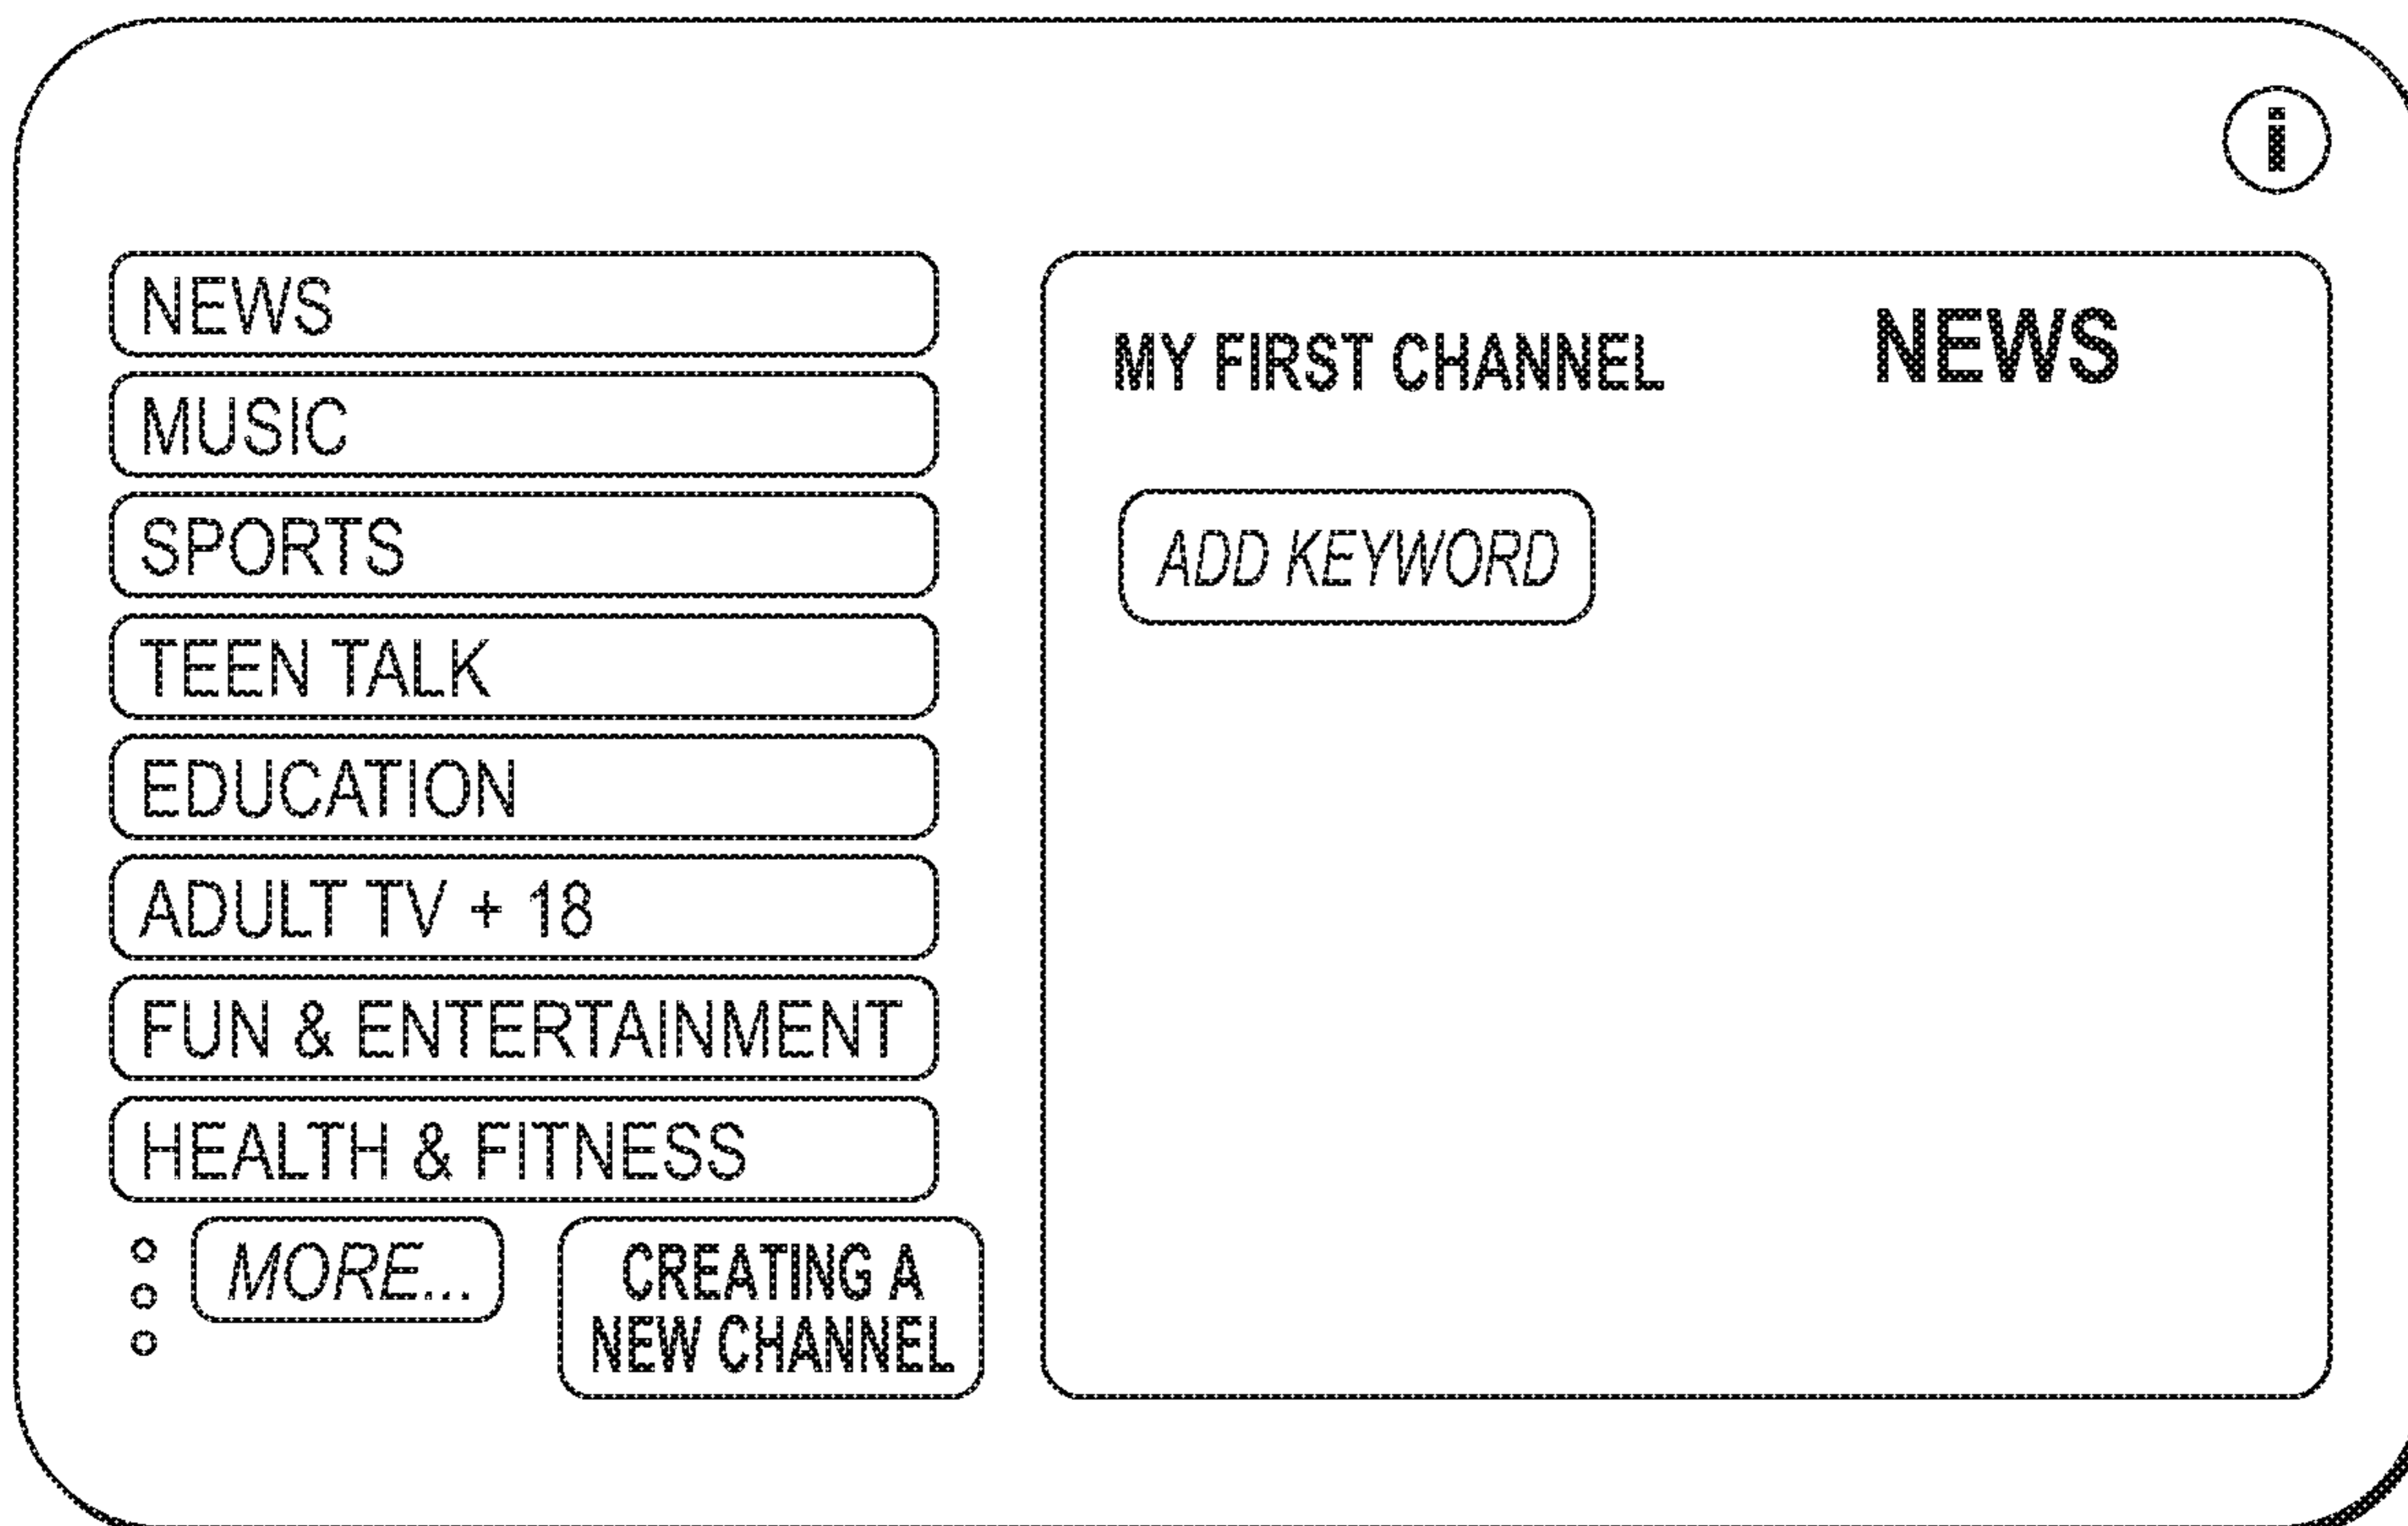 i
NEWS
MUSIC
SPORTS
TEEN TALK
EDUCATION
ADULT TV + 18
FUN & ENTERTAINMENT
HEALTH & FITNESS
MORE...
CREATING A
NEW CHANNEL
MY FIRST CHANNEL
NEWS
ADD KEYWORD